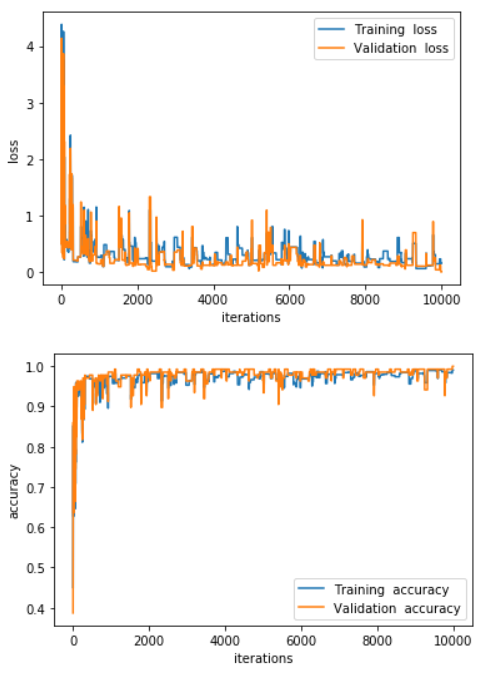 Training loss
Validation loss
4
3
2
1
0
loss
0 2000 4000 6000 8000 10000
iterations
1.0
0.9
0.8
0.7
0.6
0.5
0.4
accuracy
Training accuracy
Validation accuracy
0 2000 4000 6000 8000 10000
iterations